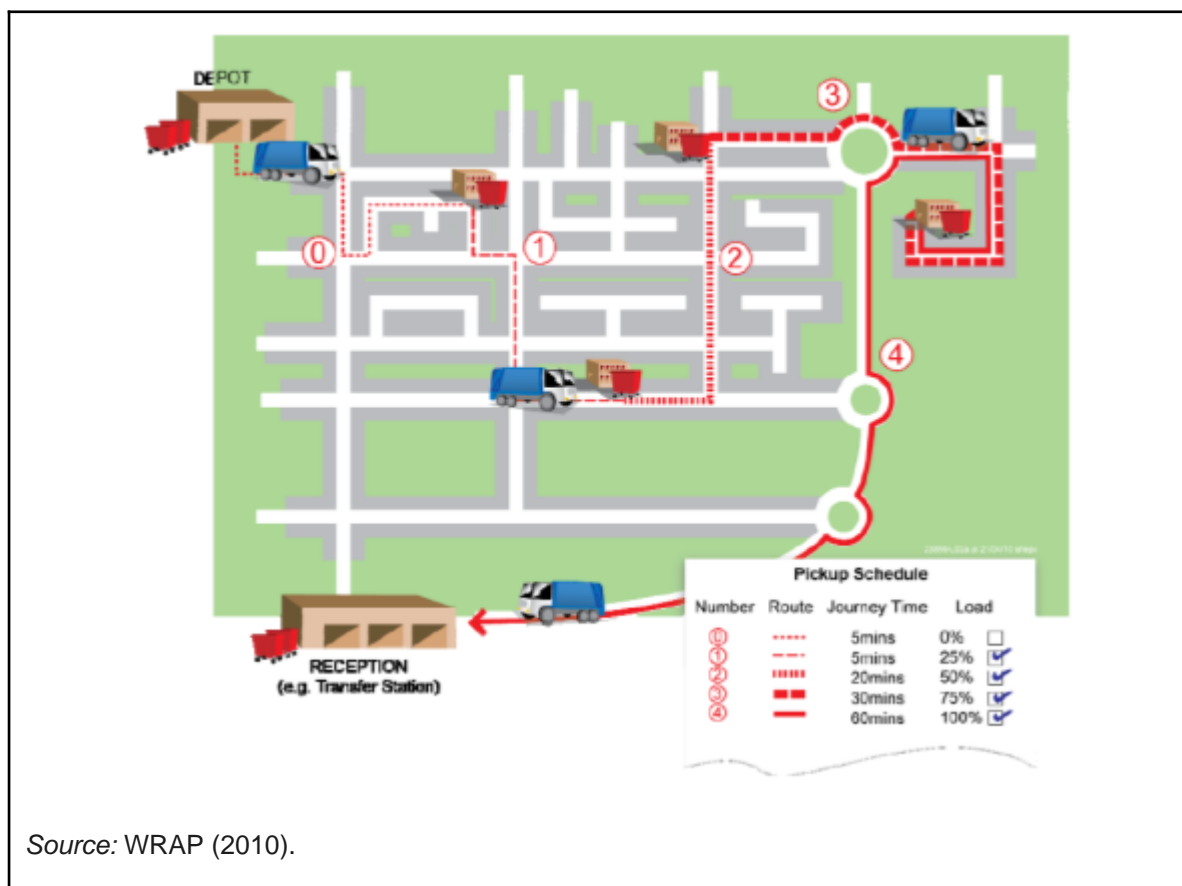 DEPOT
3
0
1
2
4
Pickup Schedule
Number Route Journey Time Load
0 5mins 0%
1 5mins 25%
2 20mins 50%
3 30mins 75%
4 60mins 100%
RECEPTION
(e.g. Transfer Station)
Source: WRAP (2010).